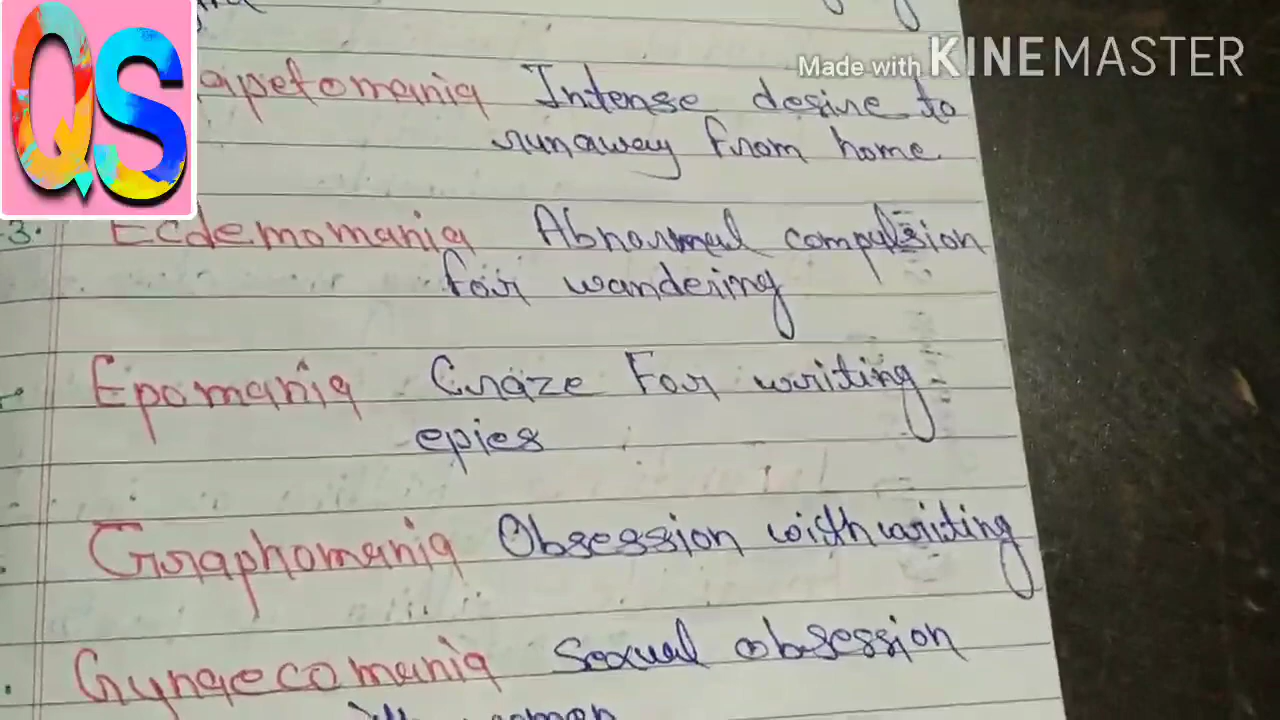 QS
Made with KINEMASTER
apetomania Intense desire to
runaway from home
3. Ecdemomania Abnormal compulsion
for wandering
Epomania Craze For writing
epics
Graphomania Obsession with writing
Gynaecomania Sexual obsession